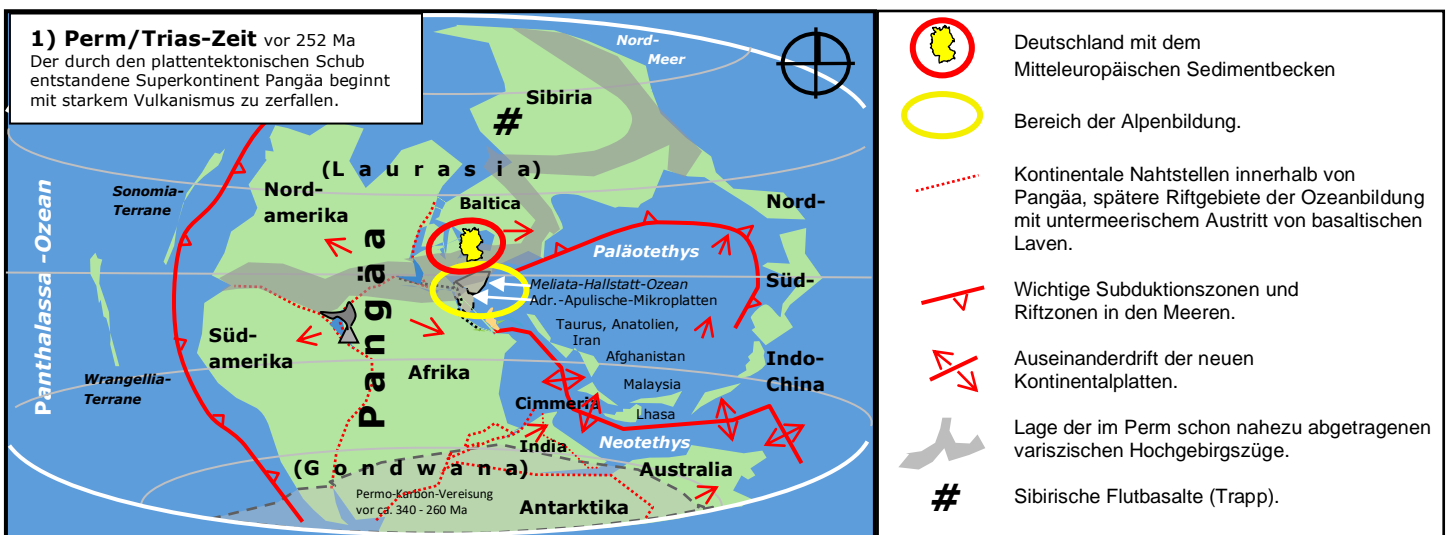 1) Perm/Trias-Zeit vor 252 Ma
Der durch den plattentektonischen Schub
entstandene Superkontinent Pangäa beginnt
mit starkem Vulkanismus zu zerfallen.
Nord-
Meer
Sibiria
#
(Laurasia)
Panthalassa -Ozean
Sonomia-
Terrane
Nord-
amerika
Baltica
Pangäa
Nord-
Paläotethys
Meliata-Hallstatt-Ozean
Adr.-Apulische-Mikroplatten
Süd-
Taurus, Anatolien,
Iran
Süd-
amerika
Afghanistan
Indo-
China
Afrika
Wrangellia-
Terrane
Malaysia
Cimmeria
Lhasa
Neotethys
India
(Gondwana)
Australia
Permo-Karbon-Vereisung
vor ca. 340 - 260 Ma
Antarktika
Deutschland mit dem
Mitteleuropäischen Sedimentbecken
Bereich der Alpenbildung.
Kontinentale Nahtstellen innerhalb von
Pangäa, spätere Riftgebiete der Ozeanbildung
mit untermeerischem Austritt von basaltischen
Laven.
Wichtige Subduktionszonen und
Riftzonen in den Meeren.
Auseinanderdrift der neuen
Kontinentalplatten.
Lage der im Perm schon nahezu abgetragenen
variszischen Hochgebirgszüge.
# Sibirische Flutbasalte (Trapp).